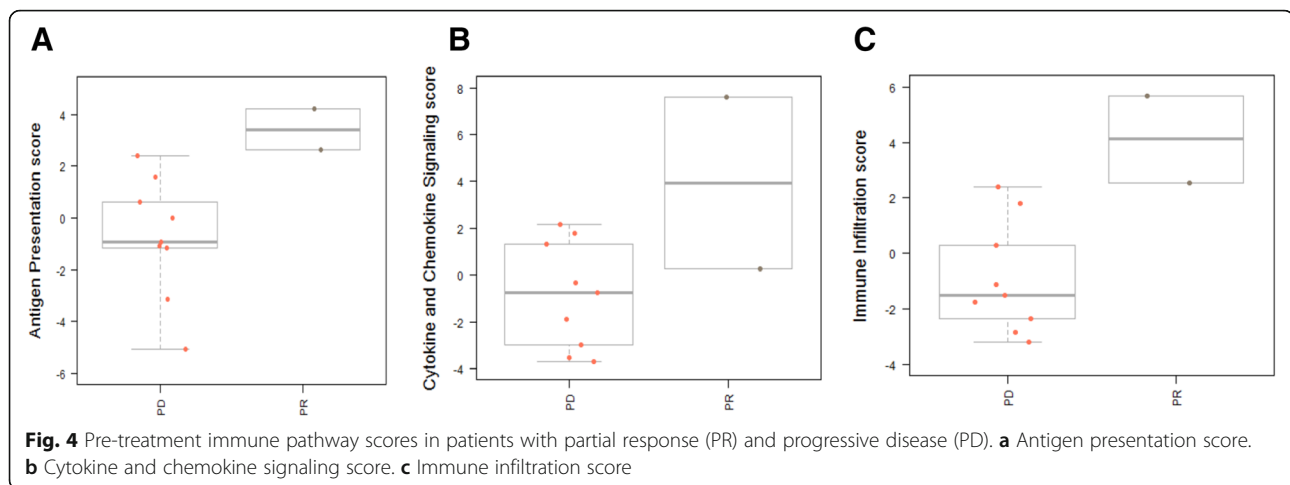 A
B
C
Antigen Presentation score
4
2
0
-2
-4
-6
PD
PR
Cytokine and Chemokine Signaling score
8
6
4
2
0
-2
-4
PD
PR
Immune Infiltration score
6
4
2
0
-2
-4
PD
PR
Fig. 4 Pre-treatment immune pathway scores in patients with partial response (PR) and progressive disease (PD). a Antigen presentation score.
b Cytokine and chemokine signaling score. c Immune infiltration score